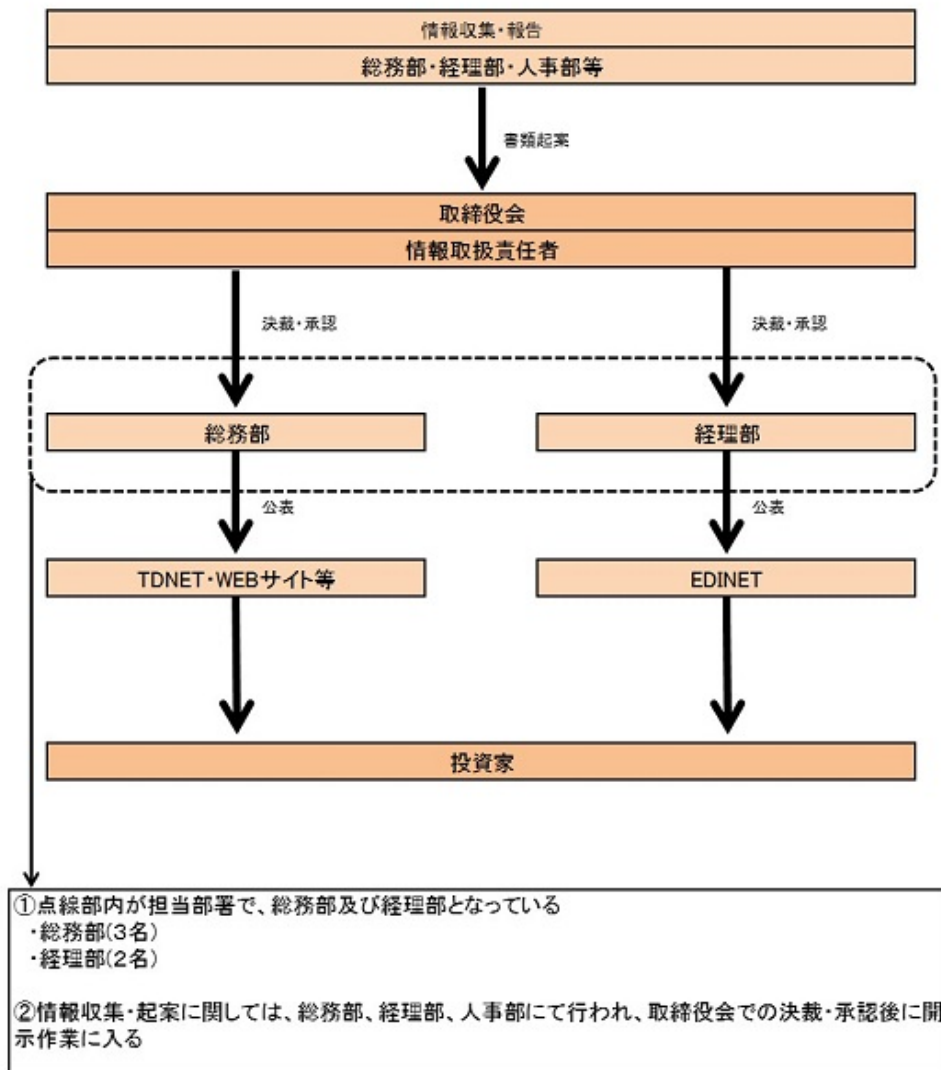 情報収集・報告
総務部・経理部・人事部等
書類起案
取締役会
情報取扱責任者
決裁・承認
決裁・承認
総務部
経理部
公表
公表
TDNET・WEBサイト等
EDINET
投資家
①点線部内が担当部署で、総務部及び経理部となっている
・総務部(3名)
・経理部(2名)
②情報収集・起案に関しては、総務部、経理部、人事部にて行われ、取締役会での決裁・承認後に開
示作業に入る